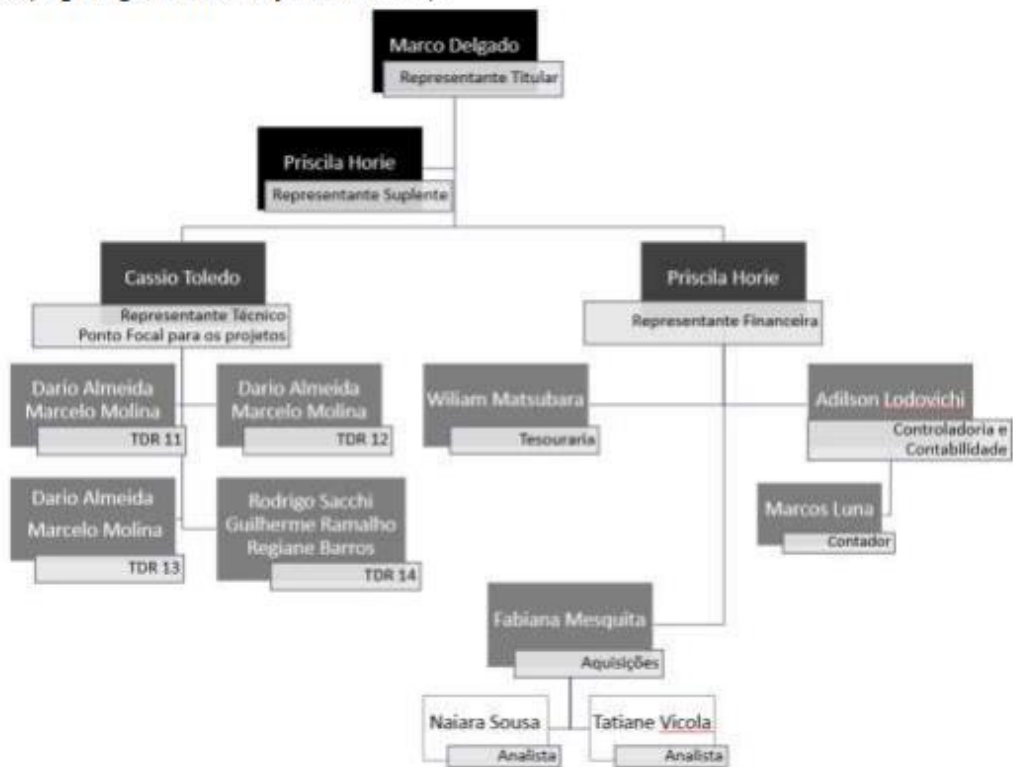 Marco Delgado
Representante Titular
Priscila Horie
Representante Suplente
Cassio Toledo
Representante Técnico
Ponto Focal para os projetos
Priscila Horie
Representante Financeira
Dario Almeida
Marcelo Molina
TDR 11
Dario Almeida
Marcelo Molina
TDR 12
Wiliam Matsubara
Tesouraria
Adilson Lodovichi
Controladoria e
Contabilidade
Dario Almeida
Marcelo Molina
TDR 13
Rodrigo Sacchi
Guilherme Ramalho
Regiane Barros
TDR 14
Marcos Luna
Contador
Fabiana Mesquita
Aquisições
Naiara Sousa
Analista
Tatiane Vicola
Analista